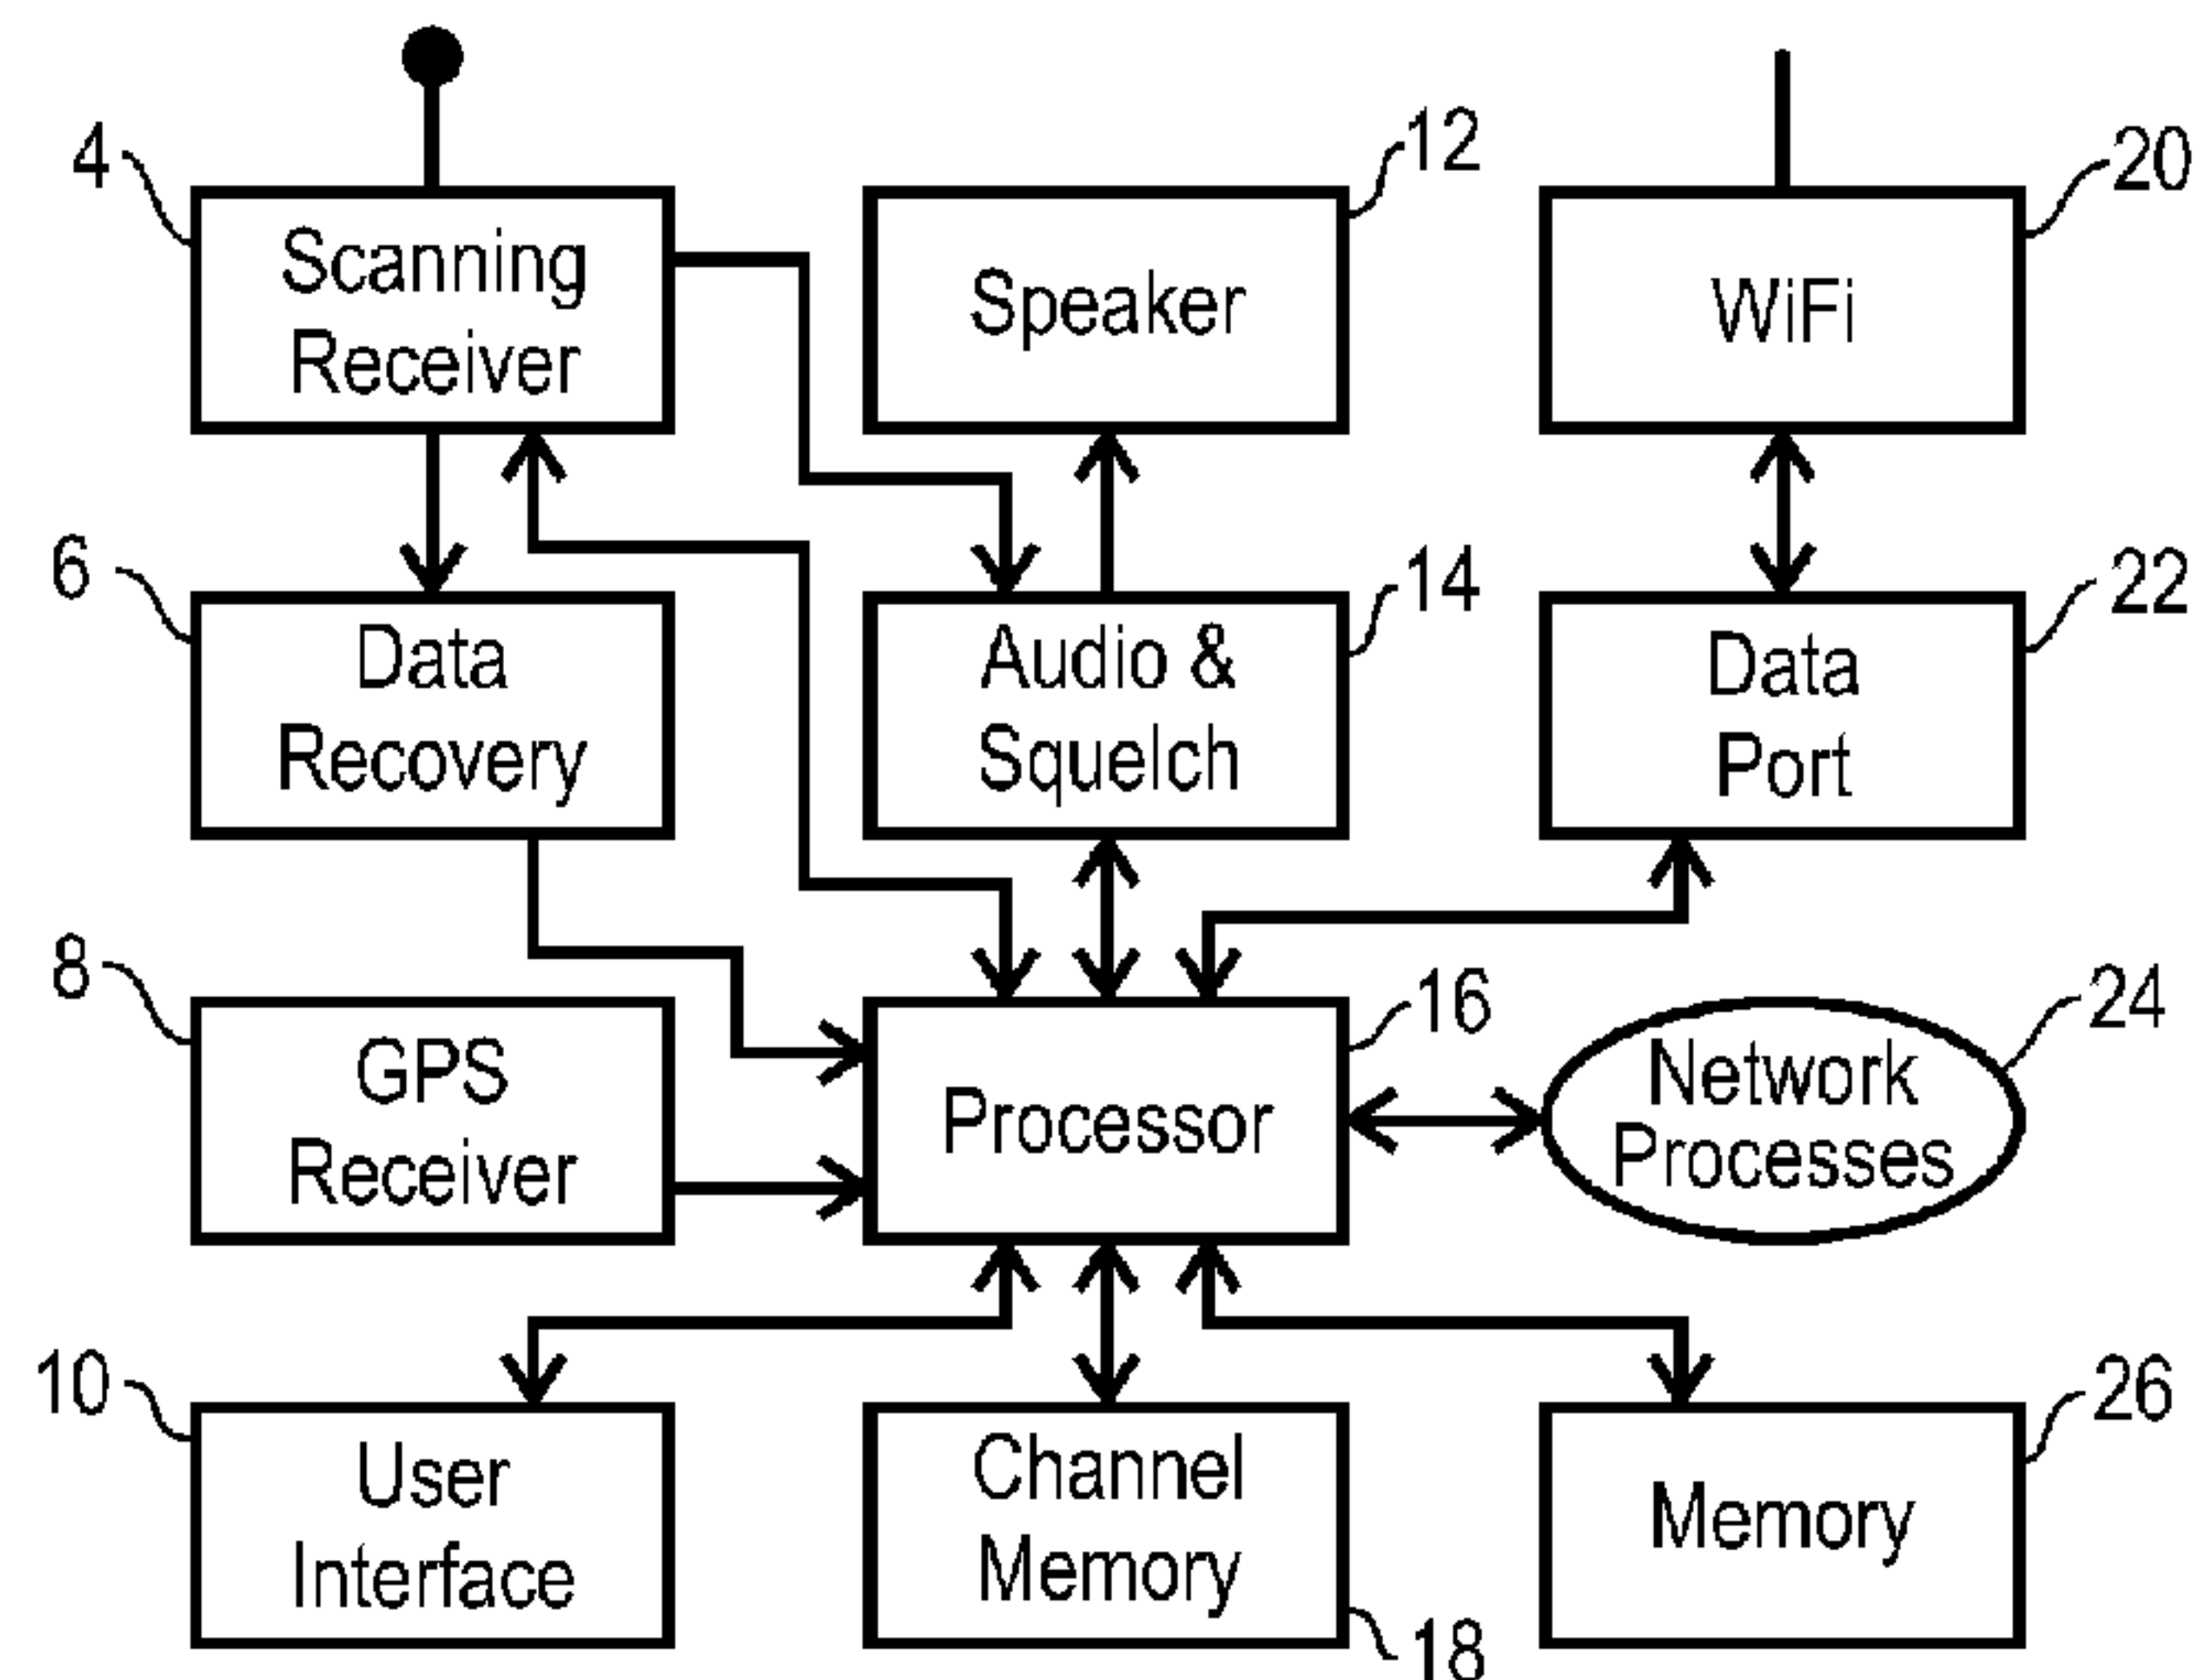 4
Scanning
Receiver
12
Speaker
20
WiFi
6
Data
Recovery
14
Audio &
Squelch
22
Data
Port
8
GPS
Receiver
16
Processor
24
Network
Processes
10
User
Interface
Channel
Memory
18
26
Memory